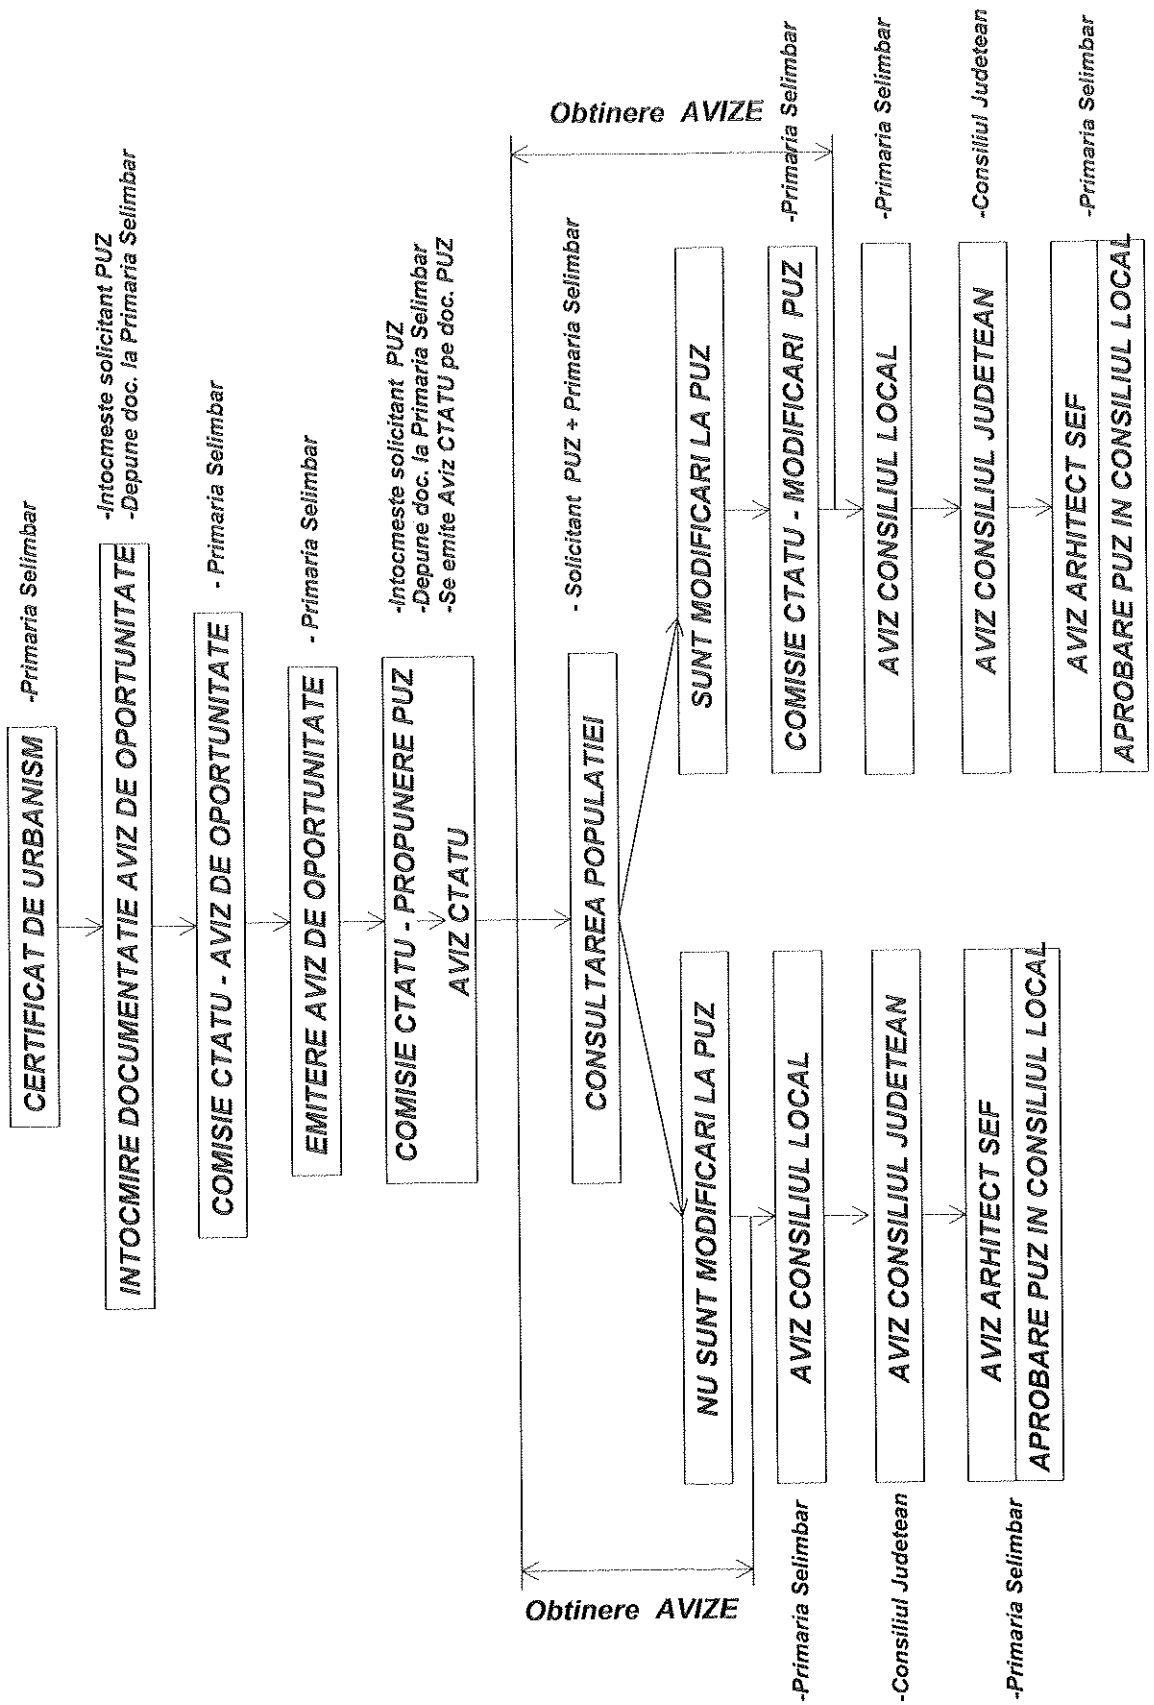 CERTIFICAT DE URBANISM
-Primaria Selimbar
INTOCMIRE DOCUMENTATIE AVIZ DE OPORTUNITATE
-Intocmeste solicitant PUZ
-Depune doc. la Primaria Selimbar
COMISIE CTATU - AVIZ DE OPORTUNITATE
- Primaria Selimbar
EMITERE AVIZ DE OPORTUNITATE
- Primaria Selimbar
COMISIE CTATU - PROPUNERE PUZ
AVIZ CTATU
-Intocmeste solicitant PUZ
-Depune doc. la Primaria Selimbar
-Se emite Aviz CTATU pe doc. PUZ
Obtinere AVIZE
Obtinere AVIZE
CONSULTAREA POPULATIEI
- Solicitant PUZ + Primaria Selimbar
NU SUNT MODIFICARI LA PUZ
-Primaria Selimbar
AVIZ CONSILIUL LOCAL
-Consiliul Judetean
AVIZ CONSILIUL JUDETEAN
-Primaria Selimbar
AVIZ ARHITECT SEF
APROBARE PUZ IN CONSILIUL LOCAL
SUNT MODIFICARI LA PUZ
COMISIE CTATU - MODIFICARI PUZ
-Primaria Selimbar
AVIZ CONSILIUL LOCAL
-Primaria Selimbar
AVIZ CONSILIUL JUDETEAN
-Consiliul Judetean
AVIZ ARHITECT SEF
APROBARE PUZ IN CONSILIUL LOCAL
-Primaria Selimbar